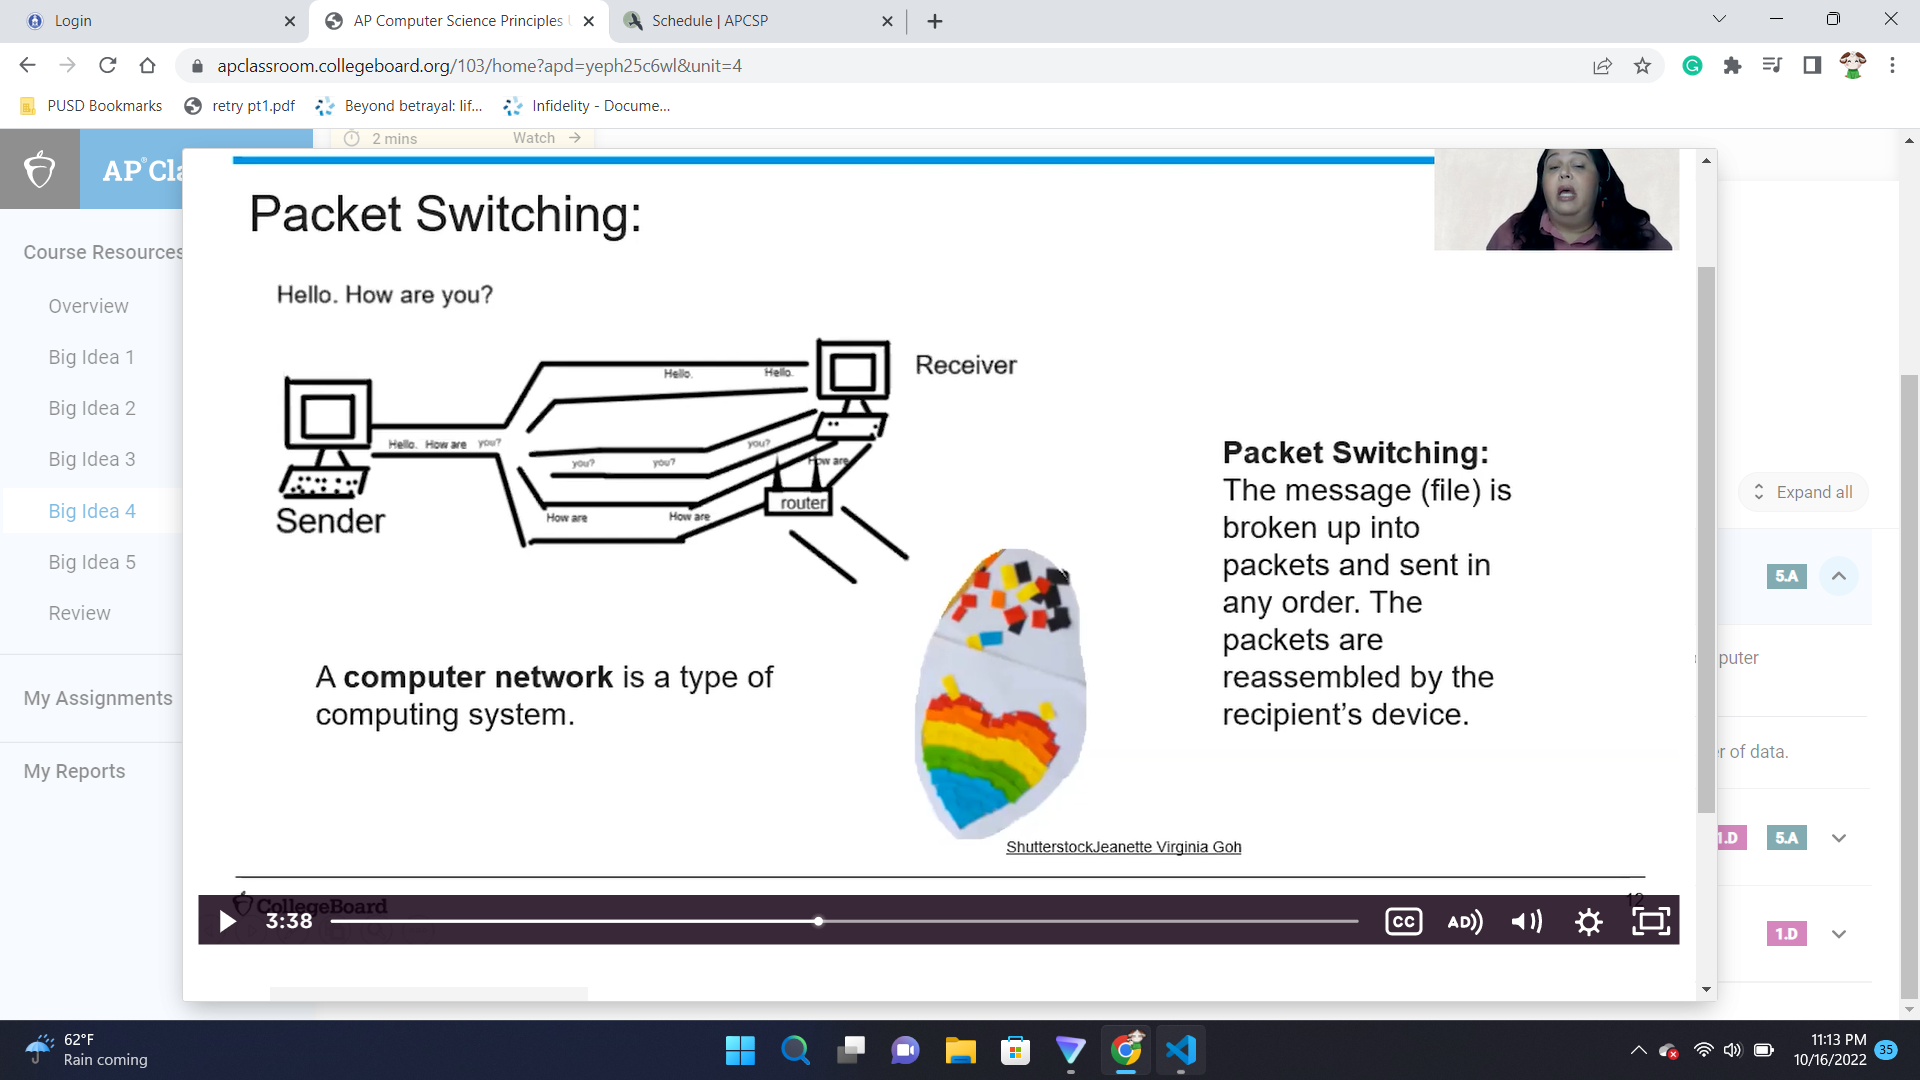 Login
AP Computer Science Principles
Schedule | APCSP
apclassroom.collegeboard.org/103/home?apd=yeph25c6wl&unit=4
PUSD Bookmarks
retry pt1.pdf
Beyond betrayal: lif...
Infidelity - Docume...
2 mins
Watch
AP® Cla
Packet Switching:
Course Resources
Overview
Big Idea 1
Big Idea 2
Big Idea 3
Big Idea 4
Big Idea 5
Review
My Assignments
My Reports
Hello. How are you?
Receiver
Hello.
Hello.
Hello.
How are
you?
you?
you?
you?
How are
How are
How are
router
Sender
Packet Switching:
The message (file) is
broken up into
packets and sent in
any order. The
packets are
reassembled by the
recipient's device.
A computer network is a type of
computing system.
ShutterstockJeanette Virginia Goh
CollegeBoard
12
3:38
CC
AD
Expand all
5.A
puter
r of data.
1.D
5.A
1.D
62°F
Rain coming
11:13 PM
10/16/2022
35